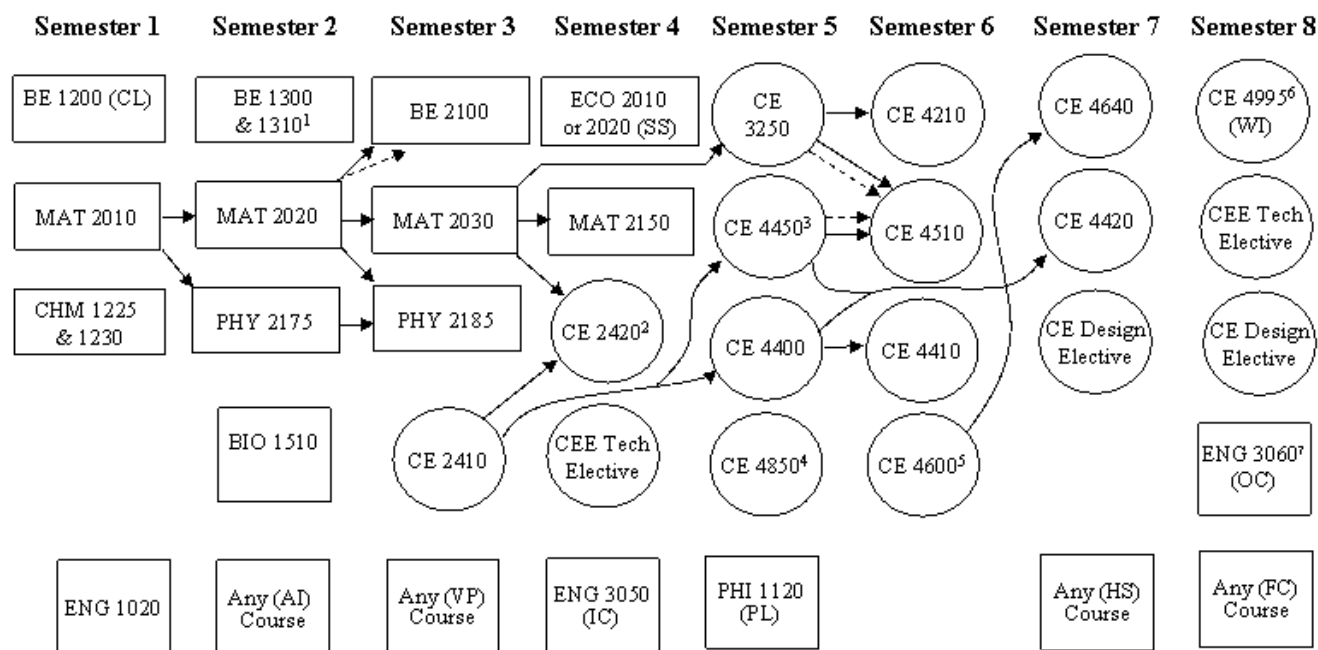 Semester 1 Semester 2 Semester 3 Semester 4 Semester 5 Semester 6 Semester 7 Semester 8
BE 1200 (CL)
BE 1300
& 1310¹
BE 2100
ECO 2010
or 2020 (SS)
CE
3250
CE 4210
CE 4640
CE 4995⁶
(WI)
MAT 2010
MAT 2020
MAT 2030
MAT 2150
CE 4450³
CE 4510
CE 4420
CEE Tech
Elective
CHM 1225
& 1230
PHY 2175
PHY 2185
CE 2420²
CE 4400
CE 4410
CE Design
Elective
CE Design
Elective
BIO 1510
CE 2410
CEE Tech
Elective
CE 4850⁴
CE 4600⁵
ENG 3060⁷
(OC)
ENG 1020
Any (AI)
Course
Any (VP)
Course
ENG 3050
(IC)
PHI 1120
(PL)
Any (HS)
Course
Any (FC)
Course